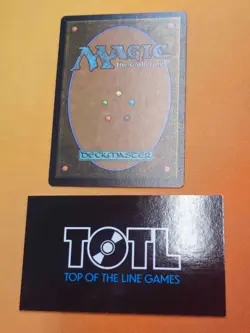 MAGIC
The Gathering
DECKMASTER
TOTL
TOP OF THE LINE GAMES